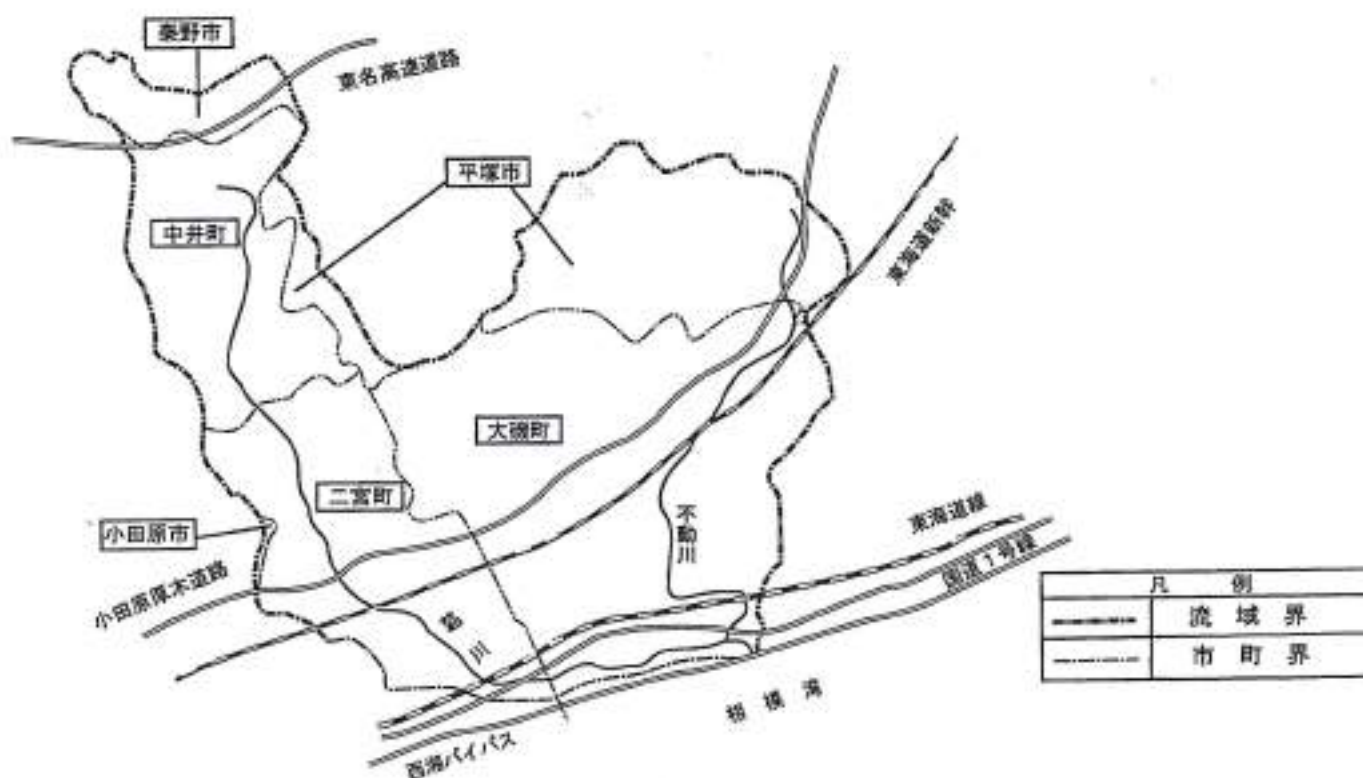 秦野市
東名高速道路
平塚市
中井町
東海道新幹
大磯町
二宮町
小田原市
不動川
東海道線
国道1号線
小田原厚木道路
葛川
相模湾
西湘バイパス
凡例
流域界
市町界